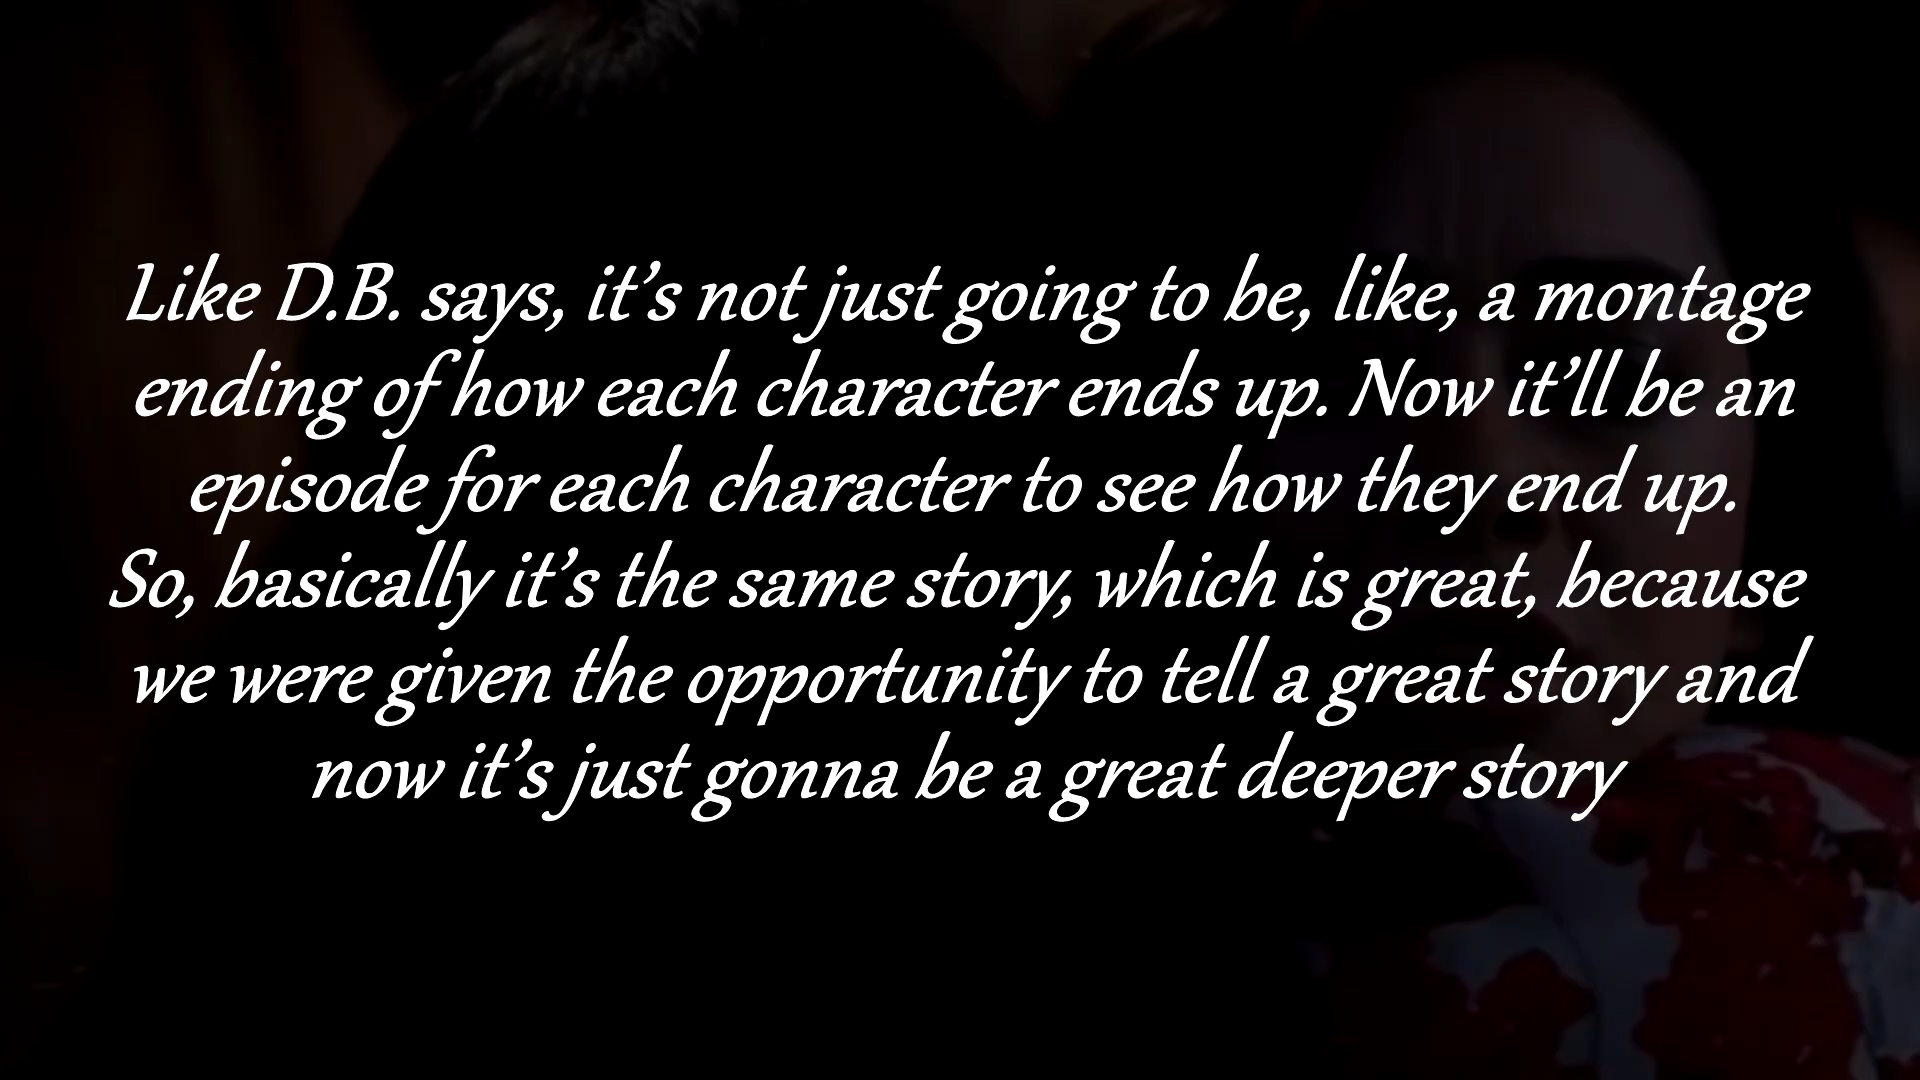 Like D.B. says, it’s not just going to be, like, a montage
ending of how each character ends up. Now it’ll be an
episode for each character to see how they end up.
So, basically it’s the same story, which is great, because
we were given the opportunity to tell a great story and
now it’s just gonna be a great deeper story